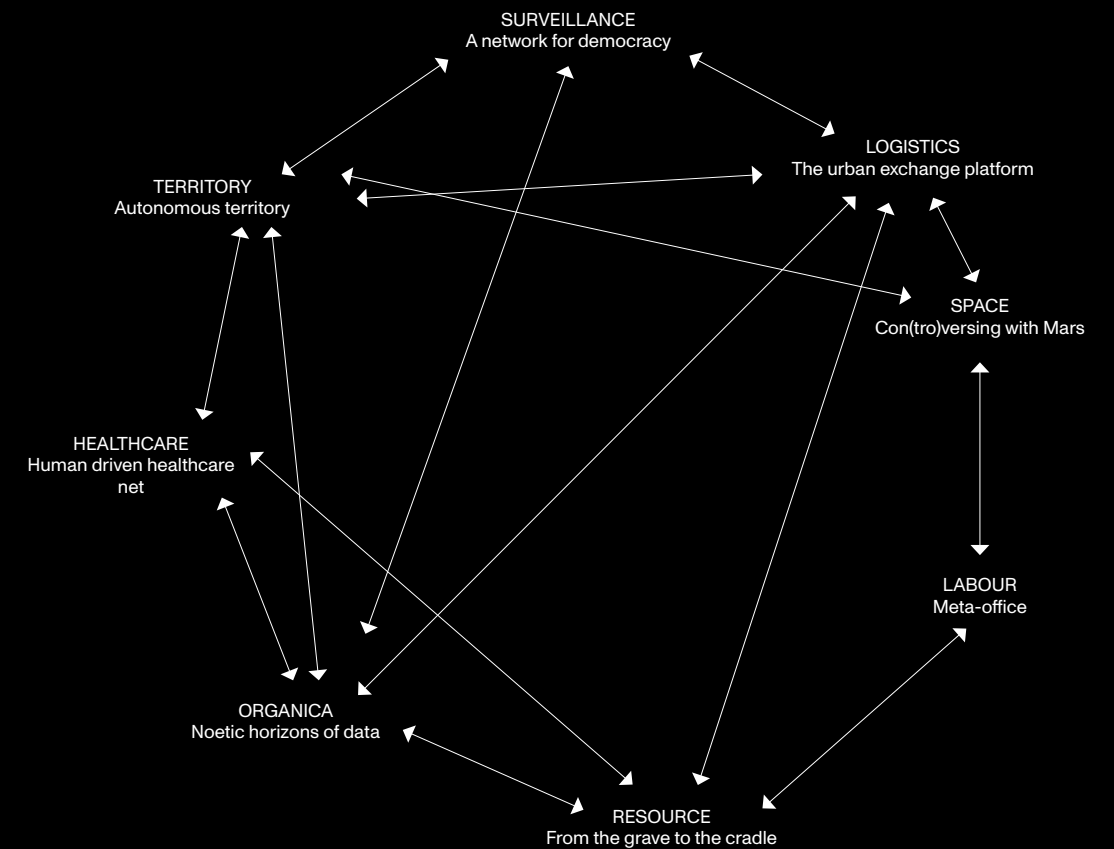 SURVEILLANCE
A network for democracy
LOGISTICS
The urban exchange platform
TERRITORY
Autonomous territory
SPACE
Con(tro)versing with Mars
HEALTHCARE
Human driven healthcare
net
LABOUR
Meta-office
ORGANICA
Noetic horizons of data
RESOURCE
From the grave to the cradle